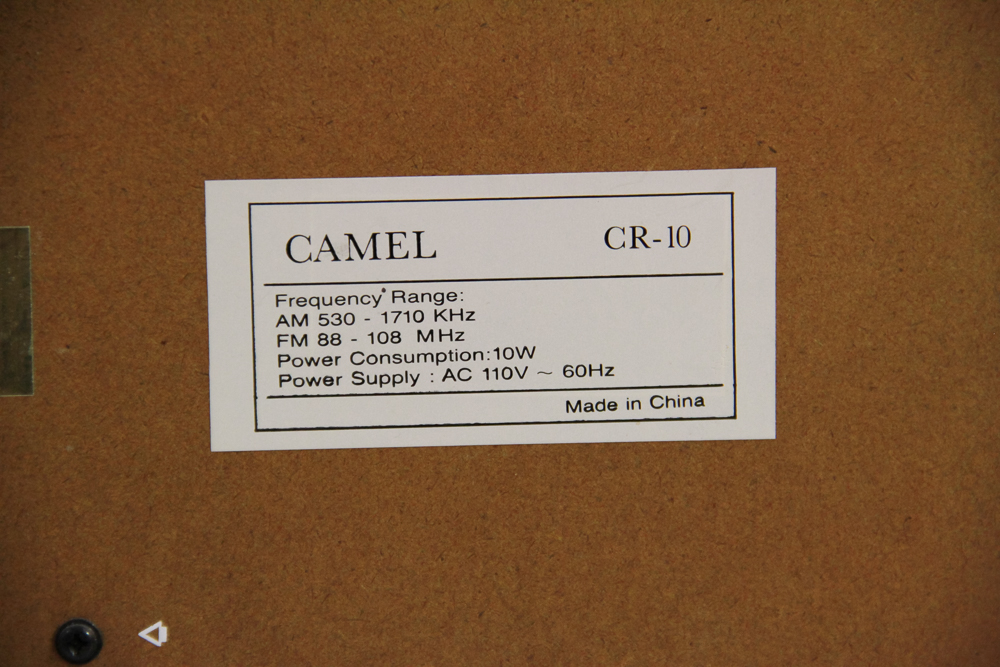 CAMEL CR-10
Frequency Range:
AM 530 - 1710 KHz
FM 88 - 108 MHz
Power Consumption:10W
Power Supply : AC 110V ~ 60Hz
Made in China